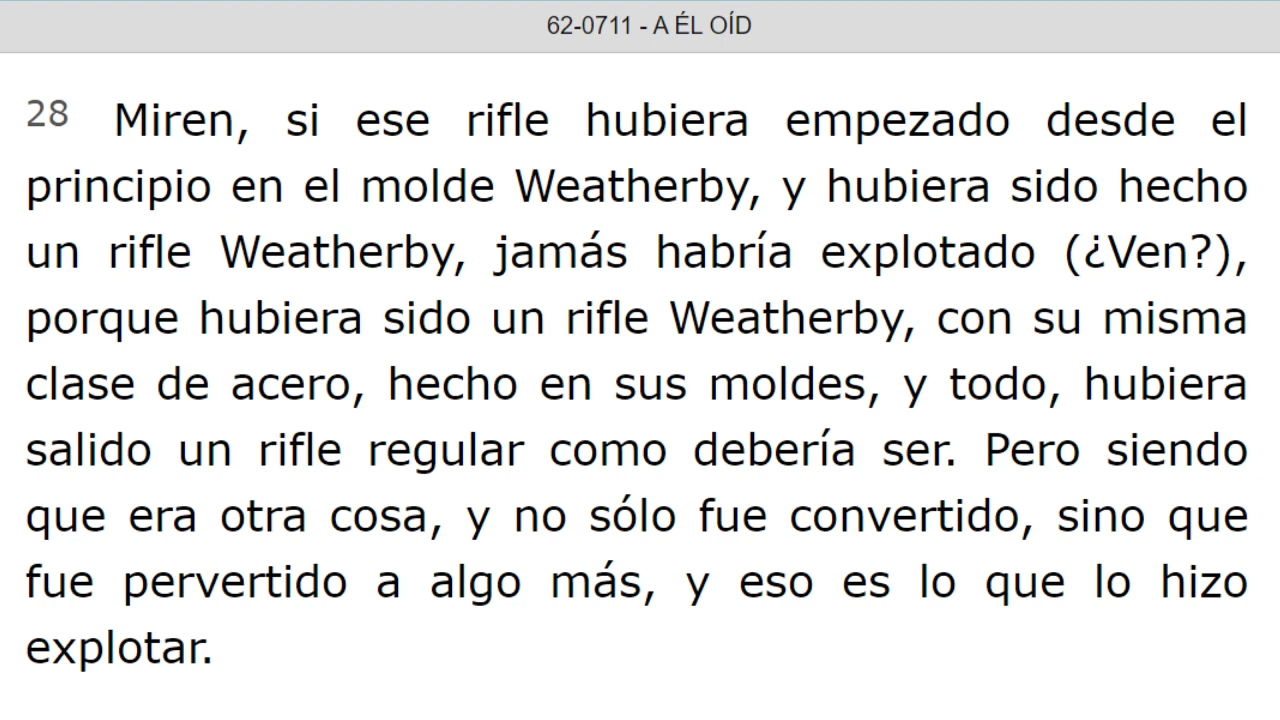 62-0711 - A ÉL OÍD
28 Miren, si ese rifle hubiera empezado desde el
principio en el molde Weatherby, y hubiera sido hecho
un rifle Weatherby, jamás habría explotado (¿Ven?),
porque hubiera sido un rifle Weatherby, con su misma
clase de acero, hecho en sus moldes, y todo, hubiera
salido un rifle regular como debería ser. Pero siendo
que era otra cosa, y no sólo fue convertido, sino que
fue pervertido a algo más, y eso es lo que lo hizo
explotar.